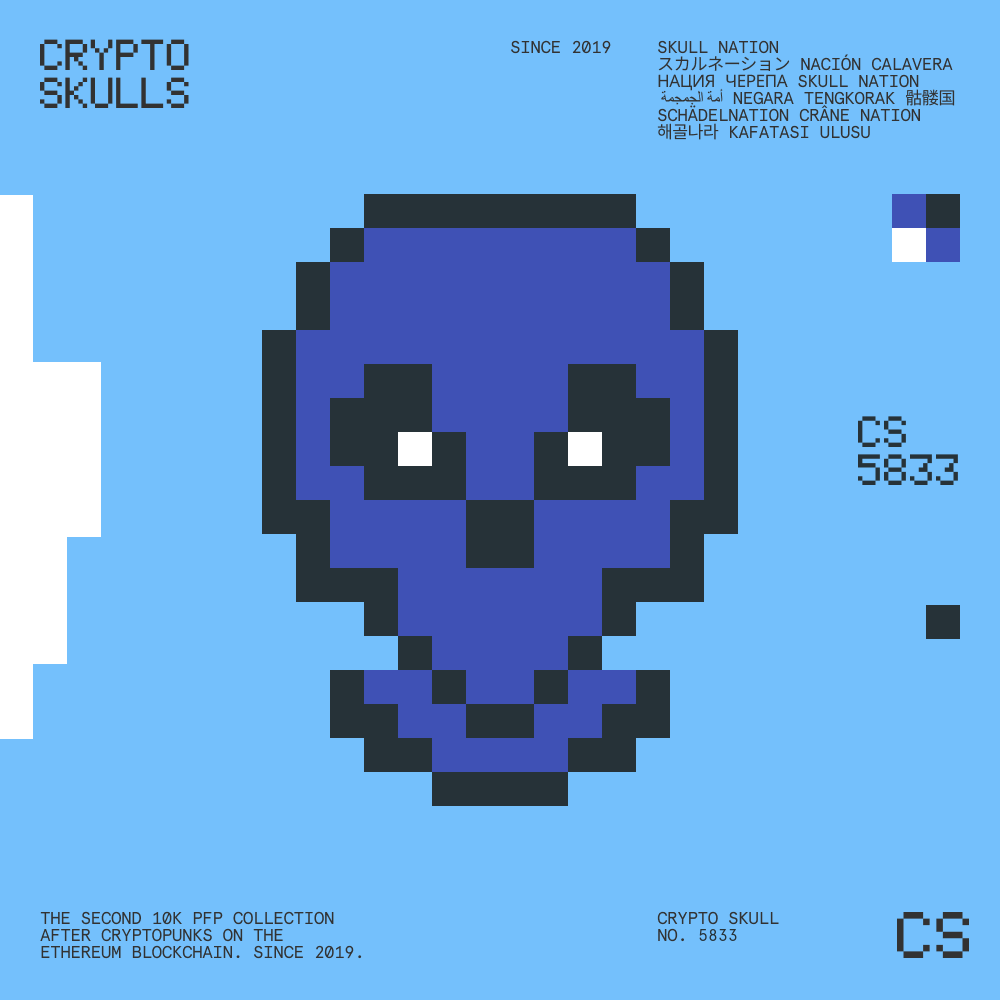 CRYPTO
SKULLS
SINCE 2019
SKULL NATION
スカルネーション NACIÓN CALAVERA
НАЦИЯ ЧЕРЕПА SKULL NATION
أمة الجمجمة NEGARA TENGKORAK 骷髅国
SCHÄDELNATION CRÂNE NATION
해골나라 KAFATASI ULUSU
CS
5833
THE SECOND 10K PFP COLLECTION
AFTER CRYPTOPUNKS ON THE
ETHEREUM BLOCKCHAIN. SINCE 2019.
CRYPTO SKULL
NO. 5833
CS